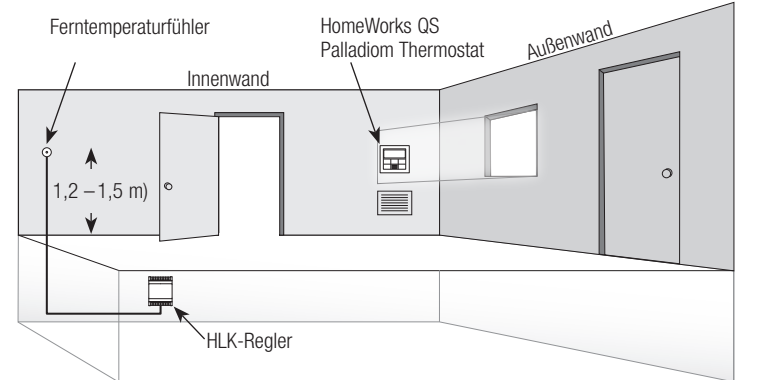 Ferntemperaturfühler
HomeWorks QS
Palladiom Thermostat
Außenwand
Innenwand
1,2 – 1,5 m)
HLK-Regler